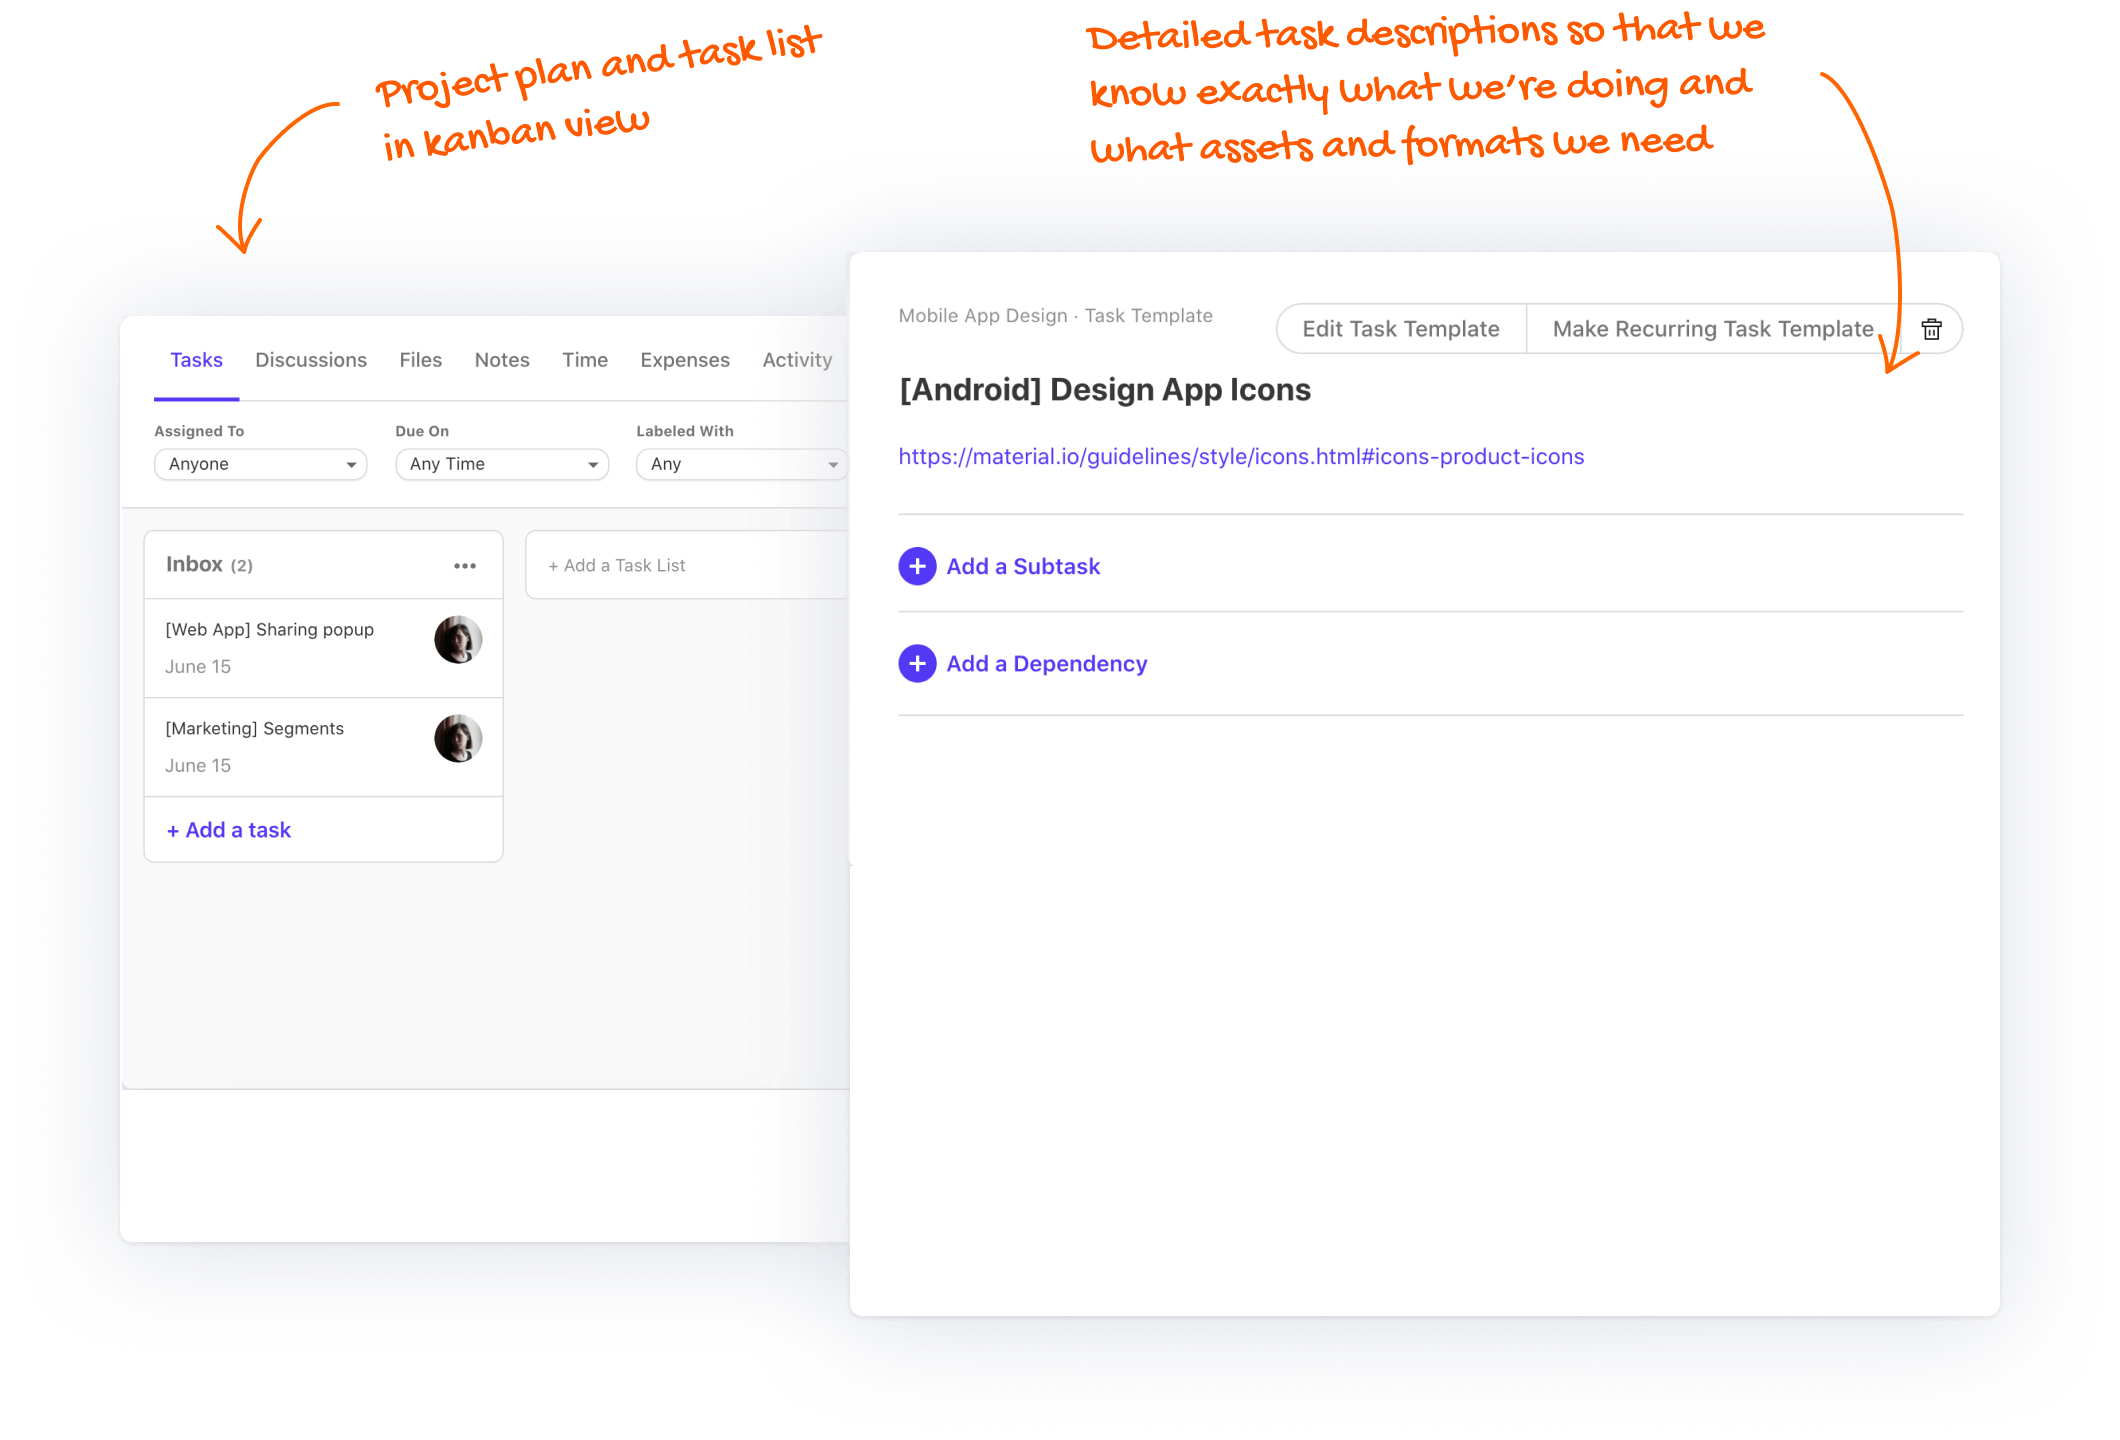 Project plan and task list
in kanban view
Detailed task descriptions so that we
know exactly what we're doing and
what assets and formats we need
Tasks Discussions Files Notes Time Expenses Activity
Assigned To Due On Labeled With
Anyone Any Time Any
Inbox (2)
+ Add a Task List
[Web App] Sharing popup
June 15
[Marketing] Segments
June 15
+ Add a task
Mobile App Design · Task Template
Edit Task Template Make Recurring Task Template
[Android] Design App Icons
https://material.io/guidelines/style/icons.html#icons-product-icons
Add a Subtask
Add a Dependency